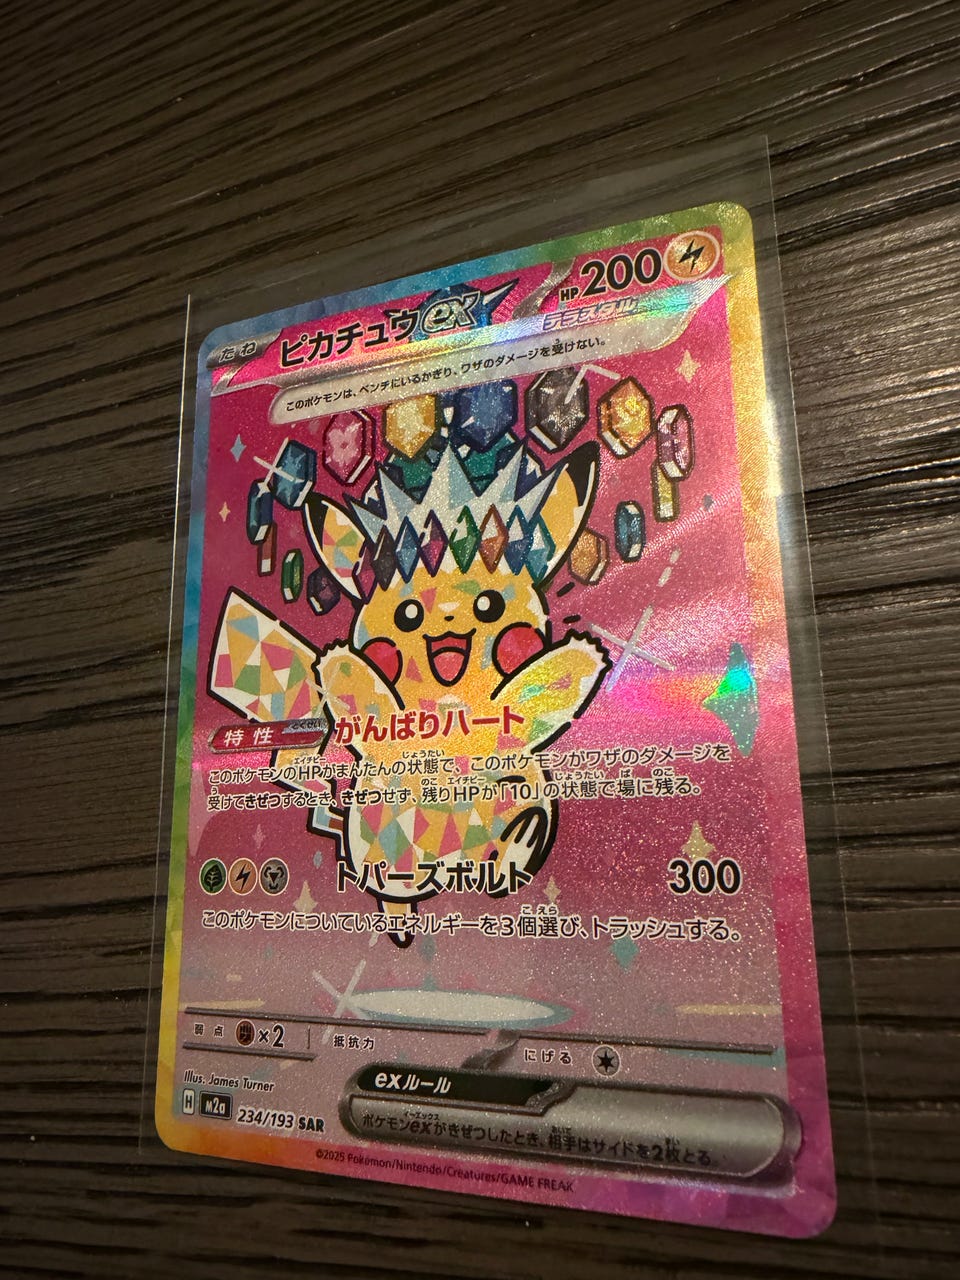 たね ピカチュウex HP200
テラスタル
このポケモンは、ベンチにいるかぎり、ワザのダメージを受けない。
特性 とくせい がんばりハート
このポケモンのHPがまんたんの状態で、このポケモンがワザのダメージを
受けてきぜつするとき、きぜつせず、残りHPが「10」の状態で場に残る。
トパーズボルト 300
このポケモンについているエネルギーを3個選び、トラッシュする。
弱点 ×2 抵抗力 にげる
Illus. James Turner
exルール
H M2a 234/193 SAR
ポケモンexがきぜつしたとき、相手はサイドを2枚とる。
©2025 Pokémon/Nintendo/Creatures/GAME FREAK